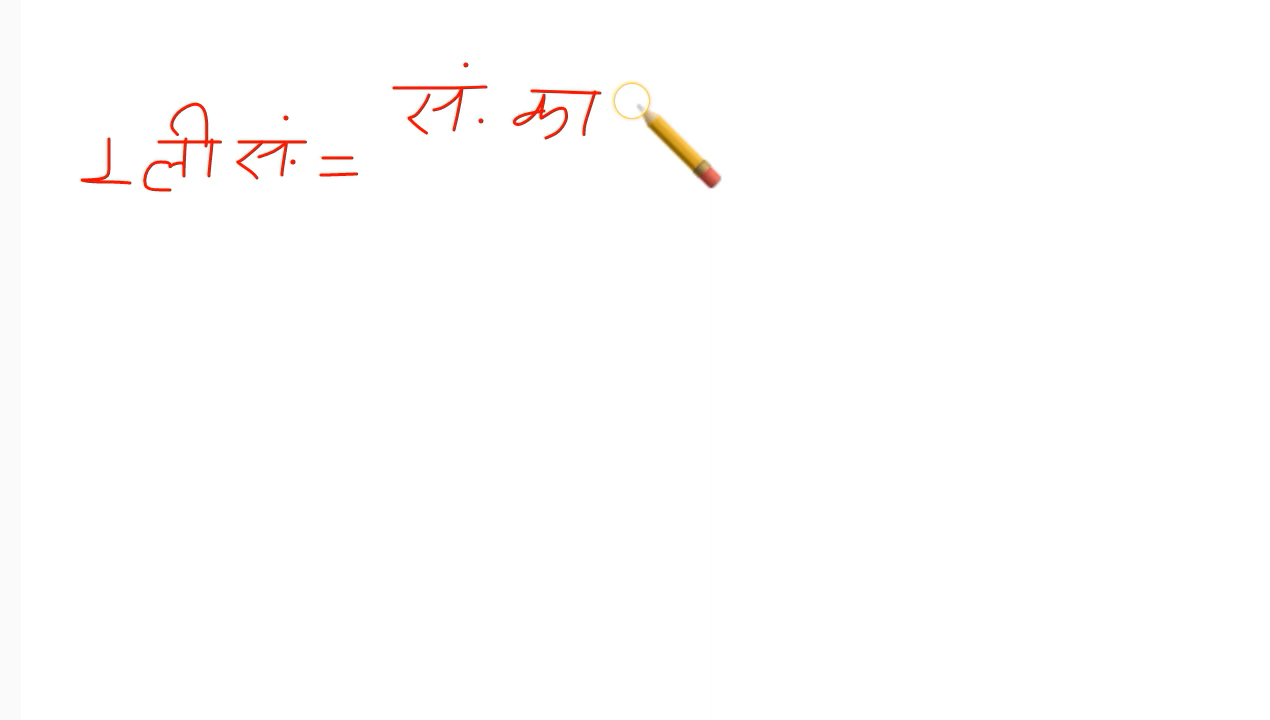 1ली सं. = सं. का